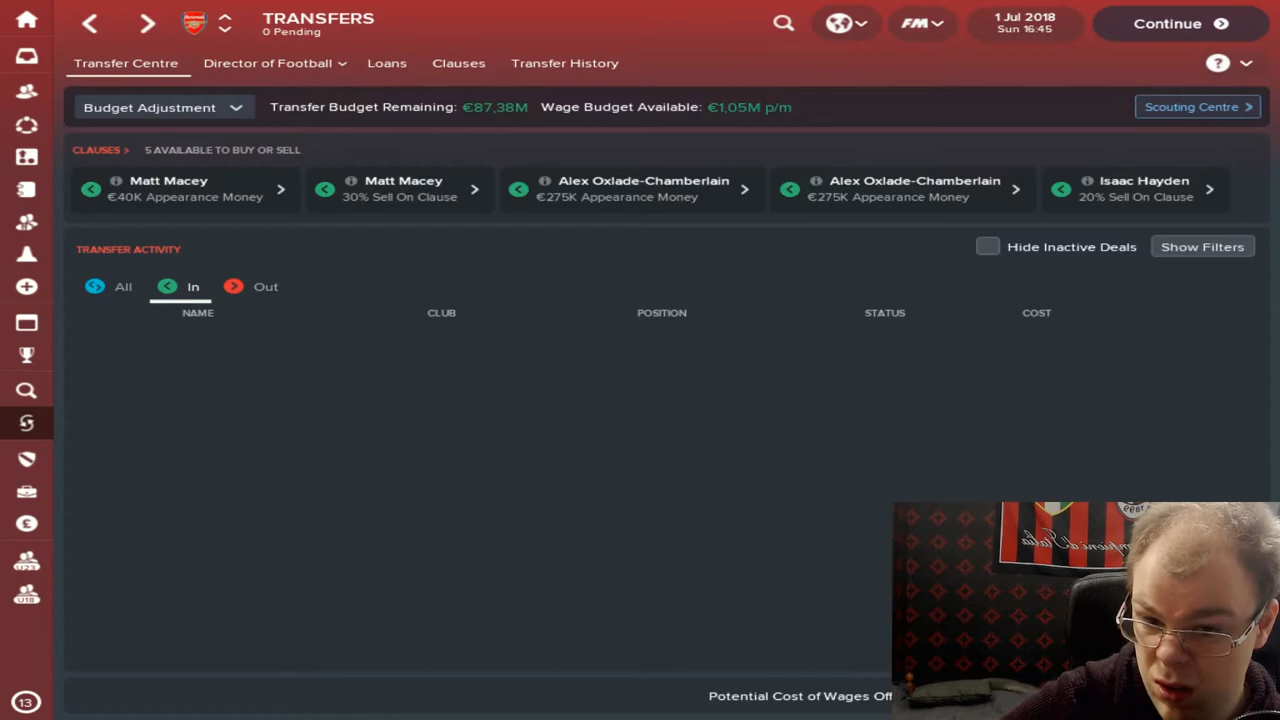 TRANSFERS
0 Pending
FM
1 Jul 2018
Sun 16:45
Continue
Transfer Centre
Director of Football
Loans
Clauses
Transfer History
?
Budget Adjustment
Transfer Budget Remaining: €87,38M
Wage Budget Available: €1,05M p/m
Scouting Centre >
CLAUSES >
5 AVAILABLE TO BUY OR SELL
Matt Macey
€40K Appearance Money
Matt Macey
30% Sell On Clause
Alex Oxlade-Chamberlain
€275K Appearance Money
Alex Oxlade-Chamberlain
€275K Appearance Money
Isaac Hayden
20% Sell On Clause
TRANSFER ACTIVITY
Hide Inactive Deals
Show Filters
All
In
Out
NAME
CLUB
POSITION
STATUS
COST
U23
U18
13
Potential Cost of Wages Off